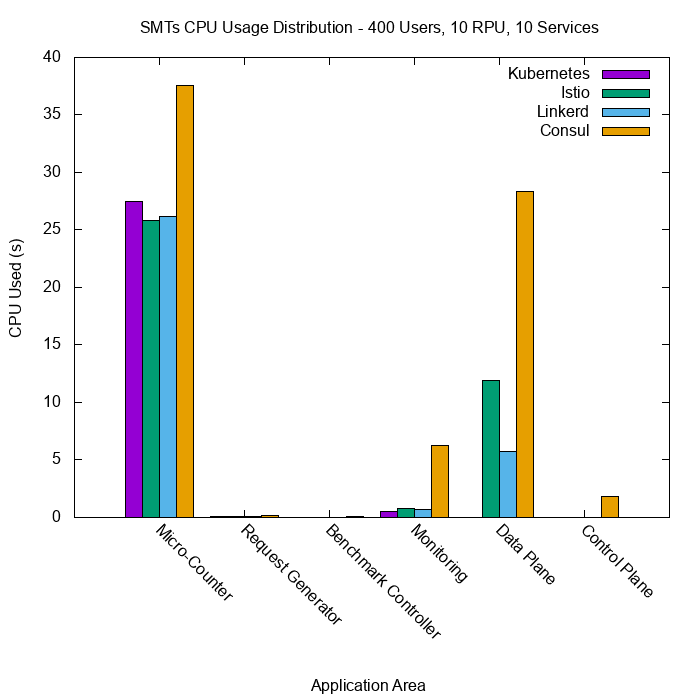 SMTs CPU Usage Distribution - 400 Users, 10 RPU, 10 Services
Kubernetes
Istio
Linkerd
Consul
CPU Used (s)
40
35
30
25
20
15
10
5
0
Micro-Counter
Request Generator
Benchmark Controller
Monitoring
Data Plane
Control Plane
Application Area